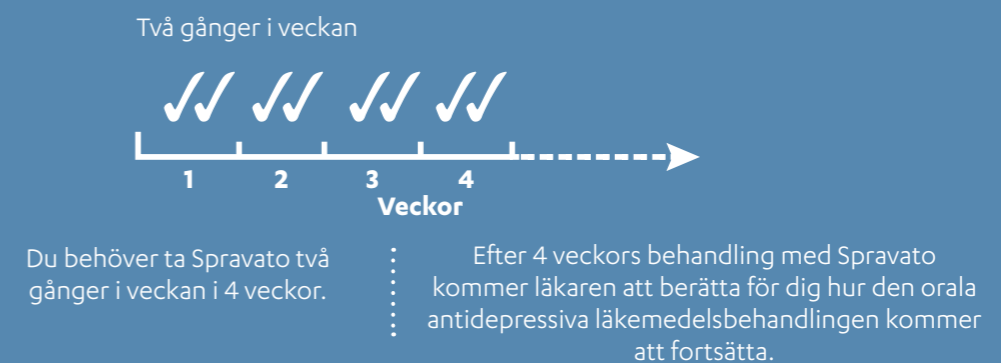 Två gånger i veckan
1 2 3 4
Veckor
Du behöver ta Spravato två
gånger i veckan i 4 veckor.
Efter 4 veckors behandling med Spravato
kommer läkaren att berätta för dig hur den orala
antidepressiva läkemedelsbehandlingen kommer
att fortsätta.